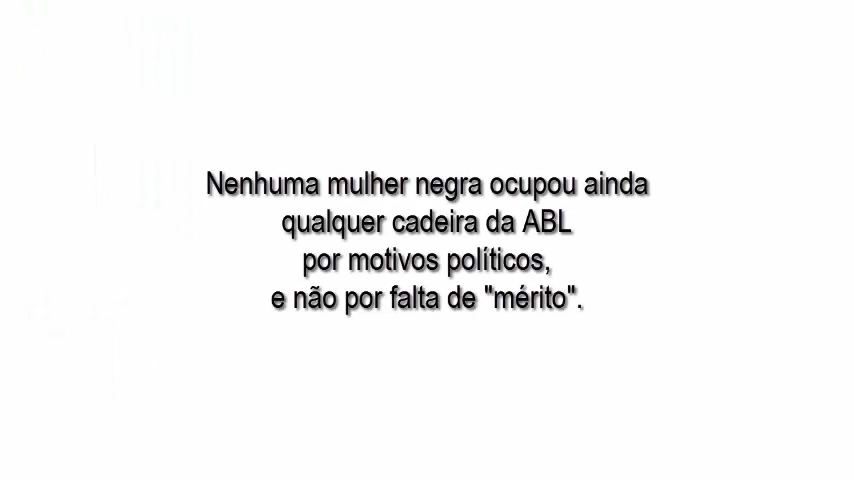 Nenhuma mulher negra ocupou ainda
qualquer cadeira da ABL
por motivos políticos,
e não por falta de "mérito".